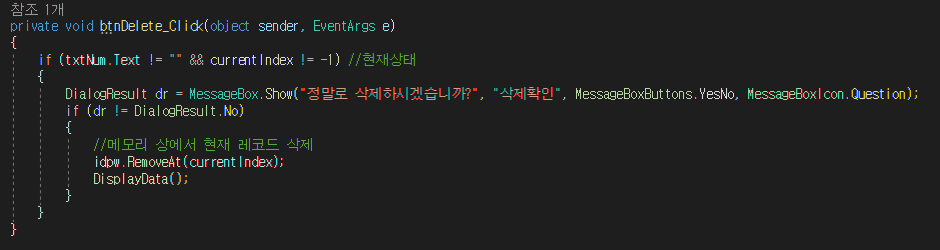 참조 1개
private void btnDelete_Click(object sender, EventArgs e)
{
if (txtNum.Text != "" && currentIndex != -1) //현재상태
{
DialogResult dr = MessageBox.Show("정말로 삭제하시겠습니까?", "삭제확인", MessageBoxButtons.YesNo, MessageBoxIcon.Question);
if (dr != DialogResult.No)
{
//메모리 상에서 현재 레코드 삭제
idpw.RemoveAt(currentIndex);
DisplayData();
}
}
}